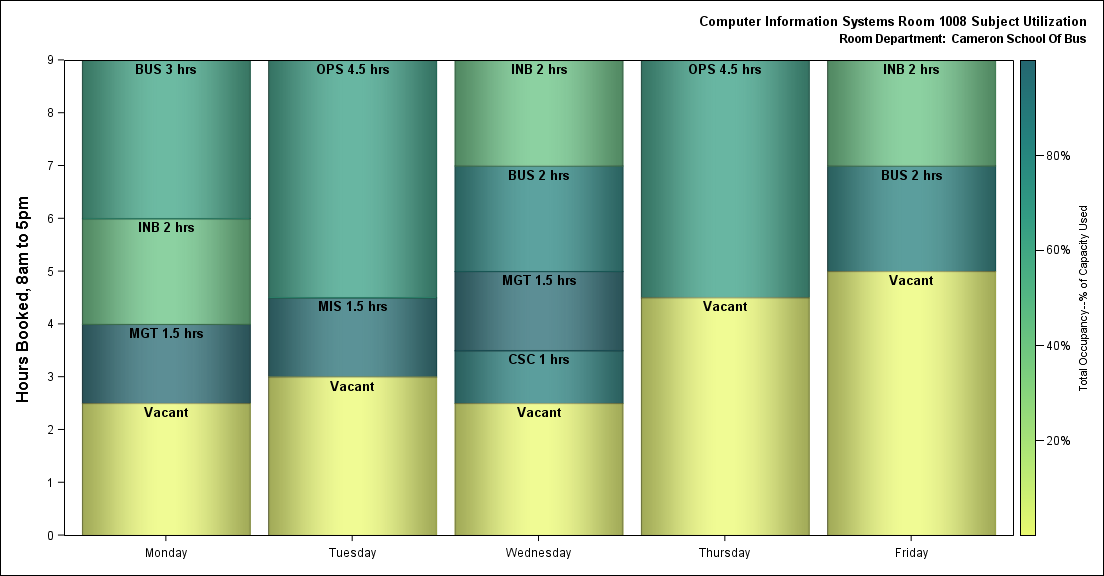 Computer Information Systems Room 1008 Subject Utilization
Room Department: Cameron School Of Bus
Hours Booked, 8am to 5pm
9
8
7
6
5
4
3
2
1
0
BUS 3 hrs
INB 2 hrs
MGT 1.5 hrs
Vacant
OPS 4.5 hrs
MIS 1.5 hrs
Vacant
INB 2 hrs
BUS 2 hrs
MGT 1.5 hrs
CSC 1 hrs
Vacant
OPS 4.5 hrs
Vacant
INB 2 hrs
BUS 2 hrs
Vacant
Monday
Tuesday
Wednesday
Thursday
Friday
80%
60%
40%
20%
Total Occupancy--% of Capacity Used